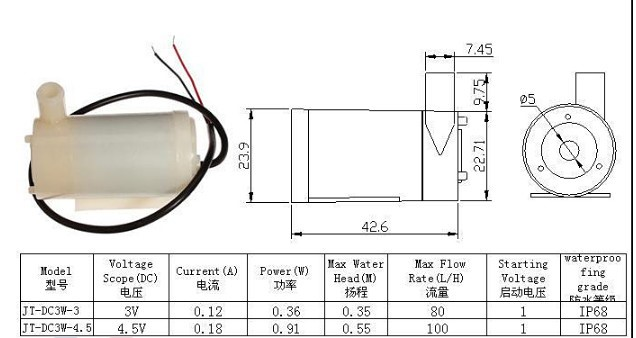 7.45
9.75
ø5
23.9
22.71
42.6
Model 型号 Voltage Scope(DC) 电压 Current(A) 电流 Power(W) 功率 Max Water Head(M) 扬程 Max Flow Rate(L/H) 流量 Starting Voltage 启动电压 waterproofing grade 防水等级
JT-DC3W-3 3V 0.12 0.36 0.35 80 1 IP68
JT-DC3W-4.5 4.5V 0.18 0.91 0.55 100 1 IP68